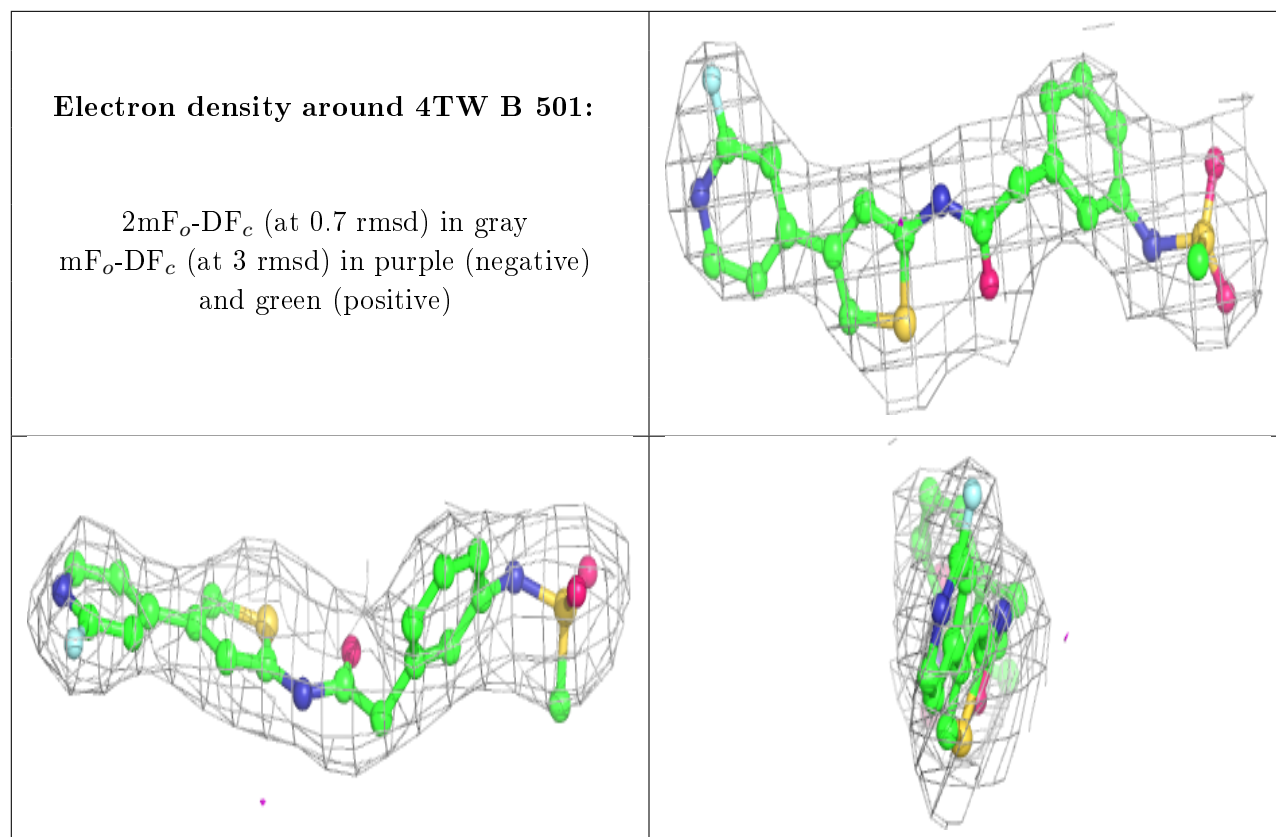 Electron density around 4TW B 501:
2mFₒ-DF𝒸 (at 0.7 rmsd) in gray
mFₒ-DF𝒸 (at 3 rmsd) in purple (negative)
and green (positive)